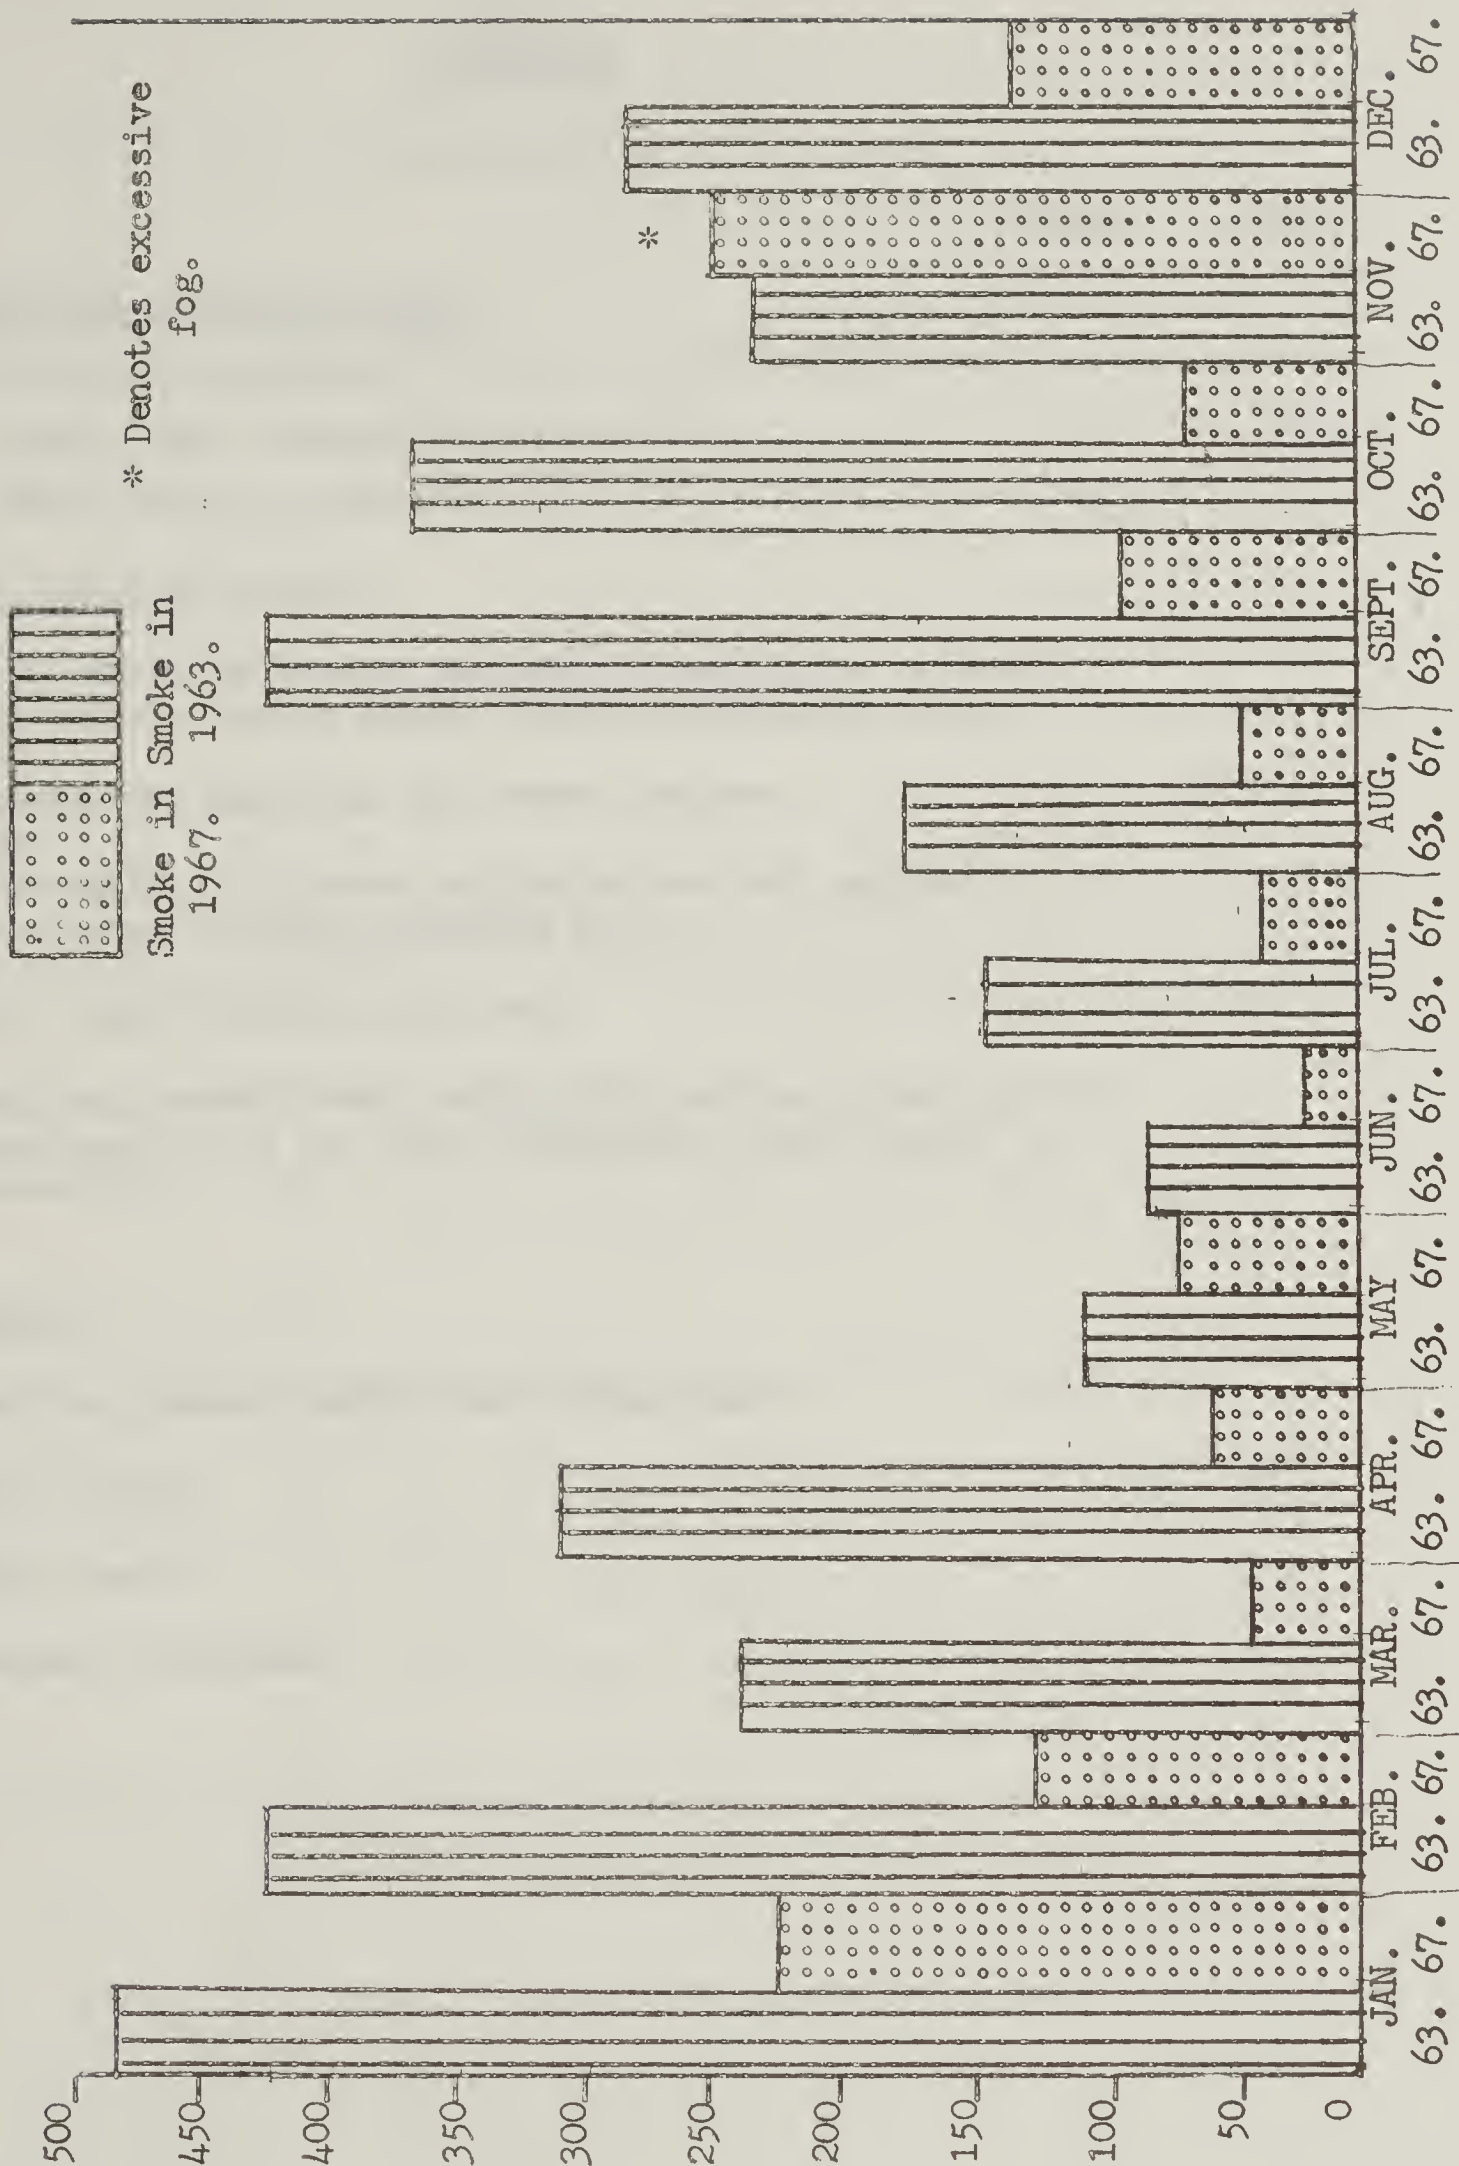 Smoke in Smoke in
1967. 1963.
* Denotes excessive
fog.
500
450
400
350
300
250
200
150
100
50
0
*
JAN. FEB. MAR. APR. MAY JUN. JUL. AUG. SEPT. OCT. NOV. DEC.
63. 67. 63. 67. 63. 67. 63. 67. 63. 67. 63. 67. 63. 67. 63. 67. 63. 67. 63. 67. 63. 67. 63. 67.